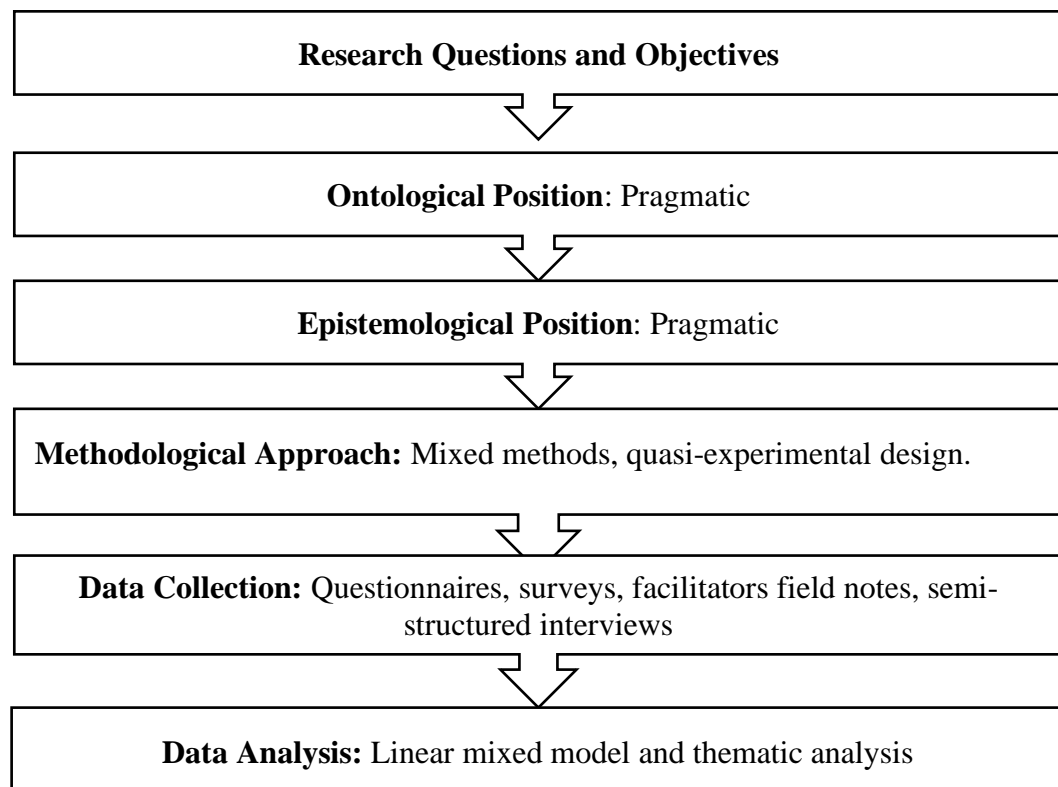 Research Questions and Objectives
Ontological Position: Pragmatic
Epistemological Position: Pragmatic
Methodological Approach: Mixed methods, quasi-experimental design.
Data Collection: Questionnaires, surveys, facilitators field notes, semi-
structured interviews
Data Analysis: Linear mixed model and thematic analysis